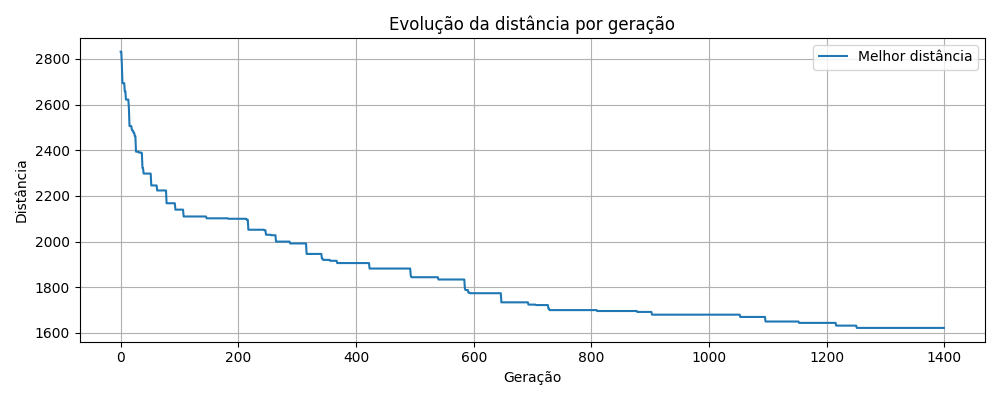 Evolução da distância por geração
Melhor distância
Distância
2800
2600
2400
2200
2000
1800
1600
0 200 400 600 800 1000 1200 1400
Geração